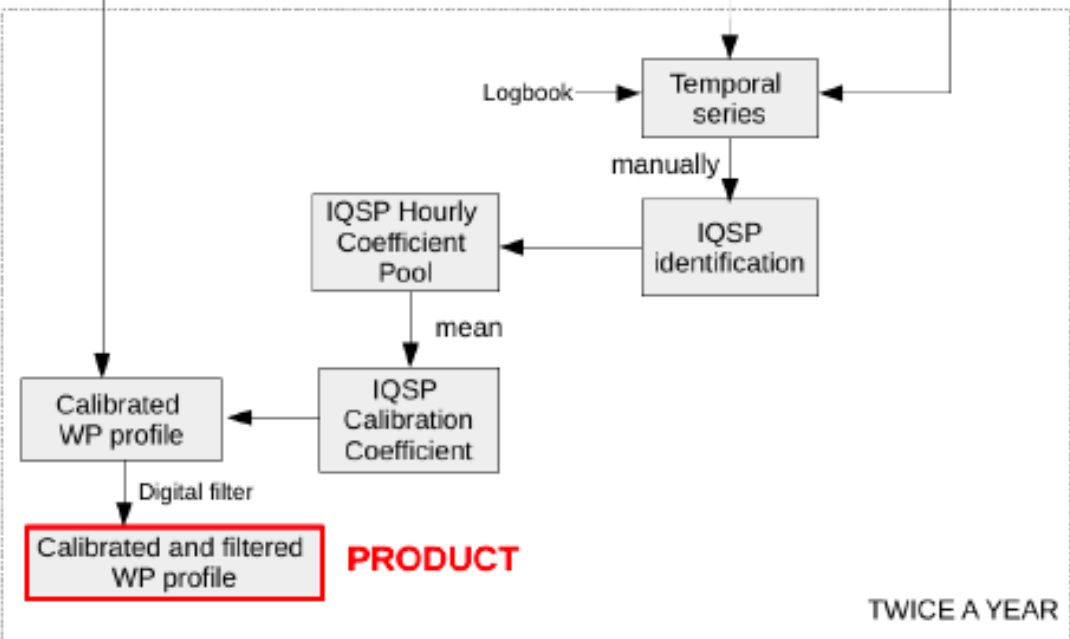 Logbook
Temporal
series
manually
IQSP Hourly
Coefficient
Pool
IQSP
identification
mean
IQSP
Calibration
Coefficient
Calibrated
WP profile
Digital filter
Calibrated and filtered
WP profile
PRODUCT
TWICE A YEAR